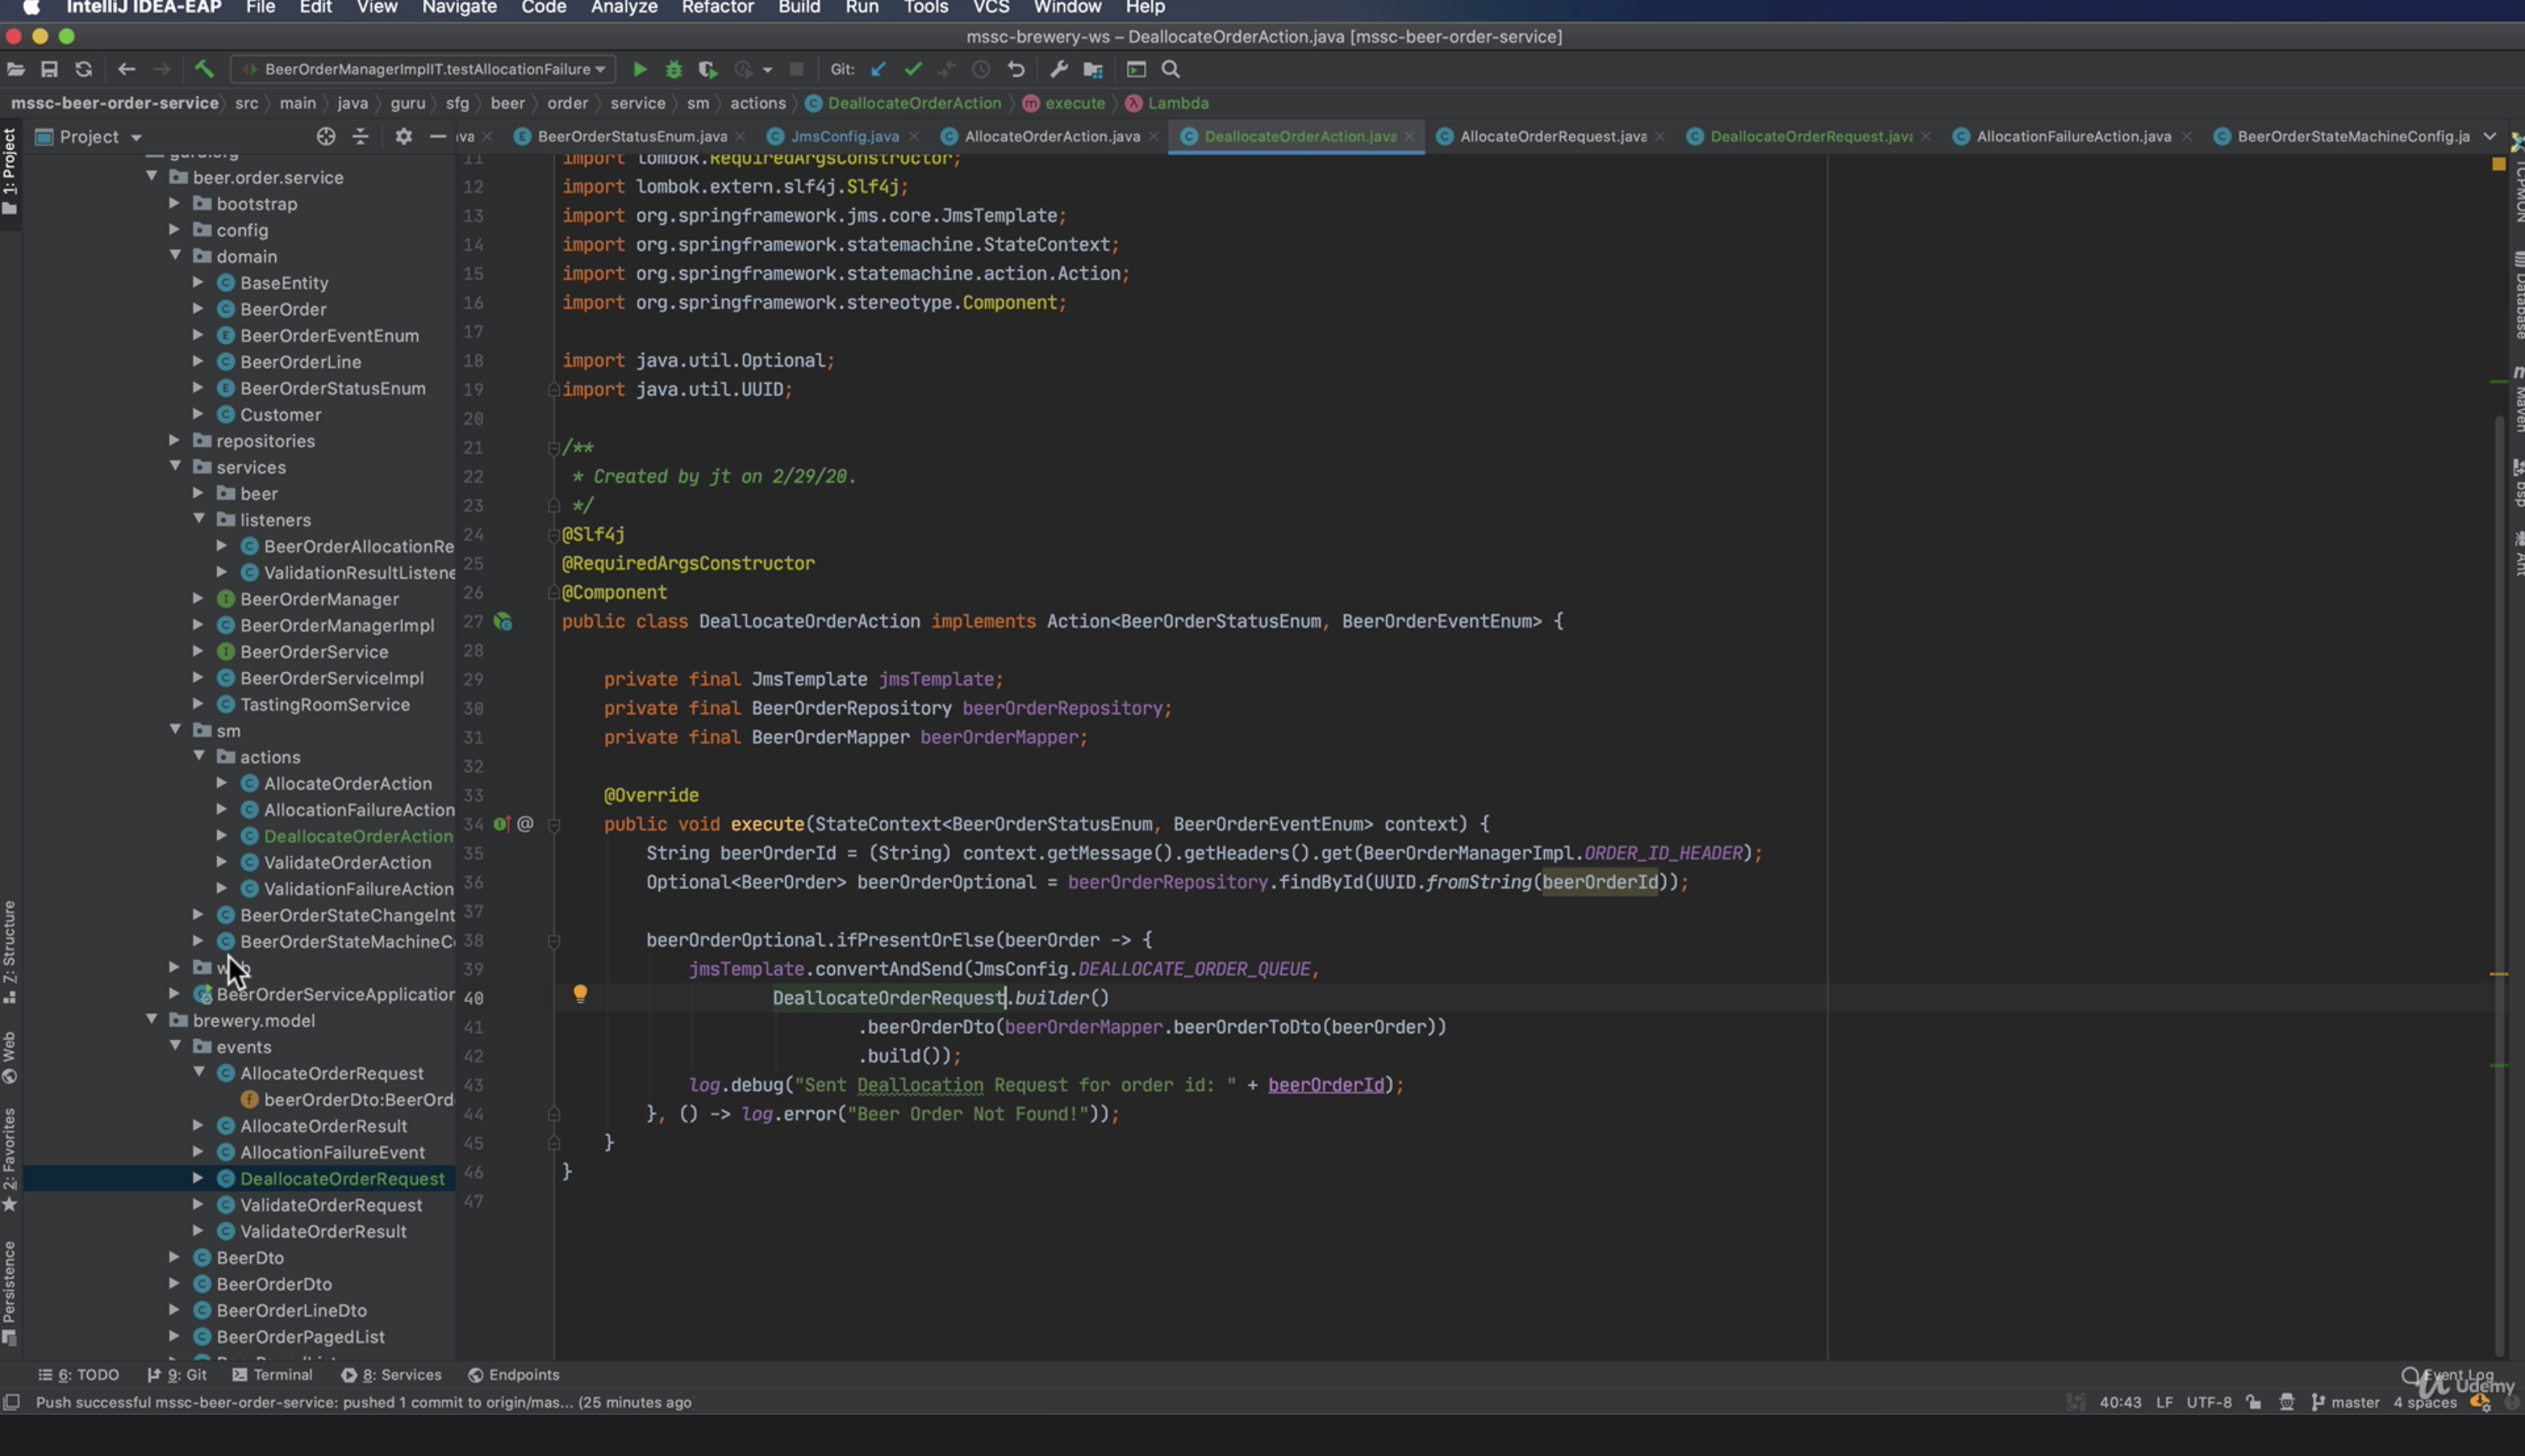 IntelliJ IDEA-EAP File Edit View Navigate Code Analyze Refactor Build Run Tools VCS Window Help
mssc-brewery-ws – DeallocateOrderAction.java [mssc-beer-order-service]
BeerOrderManagerImplIT.testAllocationFailure Git:
mssc-beer-order-service src main java guru sfg beer order service sm actions DeallocateOrderAction execute Lambda
Project
BeerOrderStatusEnum.java JmsConfig.java AllocateOrderAction.java DeallocateOrderAction.java AllocateOrderRequest.java DeallocateOrderRequest.java AllocationFailureAction.java BeerOrderStateMachineConfig.ja
1: Project
Z: Structure
Web
2: Favorites
Persistence
beer.order.service
bootstrap
config
domain
BaseEntity
BeerOrder
BeerOrderEventEnum
BeerOrderLine
BeerOrderStatusEnum
Customer
repositories
services
beer
listeners
BeerOrderAllocationRe
ValidationResultListene
BeerOrderManager
BeerOrderManagerImpl
BeerOrderService
BeerOrderServiceImpl
TastingRoomService
sm
actions
AllocateOrderAction
AllocationFailureAction
DeallocateOrderAction
ValidateOrderAction
ValidationFailureAction
BeerOrderStateChangeInt
BeerOrderStateMachineC
web
BeerOrderServiceApplication
brewery.model
events
AllocateOrderRequest
beerOrderDto:BeerOrd
AllocateOrderResult
AllocationFailureEvent
DeallocateOrderRequest
ValidateOrderRequest
ValidateOrderResult
BeerDto
BeerOrderDto
BeerOrderLineDto
BeerOrderPagedList
11 import lombok.RequiredArgsConstructor;
12 import lombok.extern.slf4j.Slf4j;
13 import org.springframework.jms.core.JmsTemplate;
14 import org.springframework.statemachine.StateContext;
15 import org.springframework.statemachine.action.Action;
16 import org.springframework.stereotype.Component;
17
18 import java.util.Optional;
19 import java.util.UUID;
20
21 /**
22 * Created by jt on 2/29/20.
23 */
24 @Slf4j
25 @RequiredArgsConstructor
26 @Component
27 public class DeallocateOrderAction implements Action<BeerOrderStatusEnum, BeerOrderEventEnum> {
28
29 private final JmsTemplate jmsTemplate;
30 private final BeerOrderRepository beerOrderRepository;
31 private final BeerOrderMapper beerOrderMapper;
32
33 @Override
34 @ public void execute(StateContext<BeerOrderStatusEnum, BeerOrderEventEnum> context) {
35 String beerOrderId = (String) context.getMessage().getHeaders().get(BeerOrderManagerImpl.ORDER_ID_HEADER);
36 Optional<BeerOrder> beerOrderOptional = beerOrderRepository.findById(UUID.fromString(beerOrderId));
37
38 beerOrderOptional.ifPresentOrElse(beerOrder -> {
39 jmsTemplate.convertAndSend(JmsConfig.DEALLOCATE_ORDER_QUEUE,
40 DeallocateOrderRequest.builder()
41 .beerOrderDto(beerOrderMapper.beerOrderToDto(beerOrder))
42 .build());
43 log.debug("Sent Deallocation Request for order id: " + beerOrderId);
44 }, () -> log.error("Beer Order Not Found!"));
45 }
46 }
47
TCPMON
Database
Maven
bsp
Ant
6: TODO 9: Git Terminal 8: Services Endpoints Event Log
Udemy
Push successful mssc-beer-order-service: pushed 1 commit to origin/mas... (25 minutes ago) 40:43 LF UTF-8 master 4 spaces